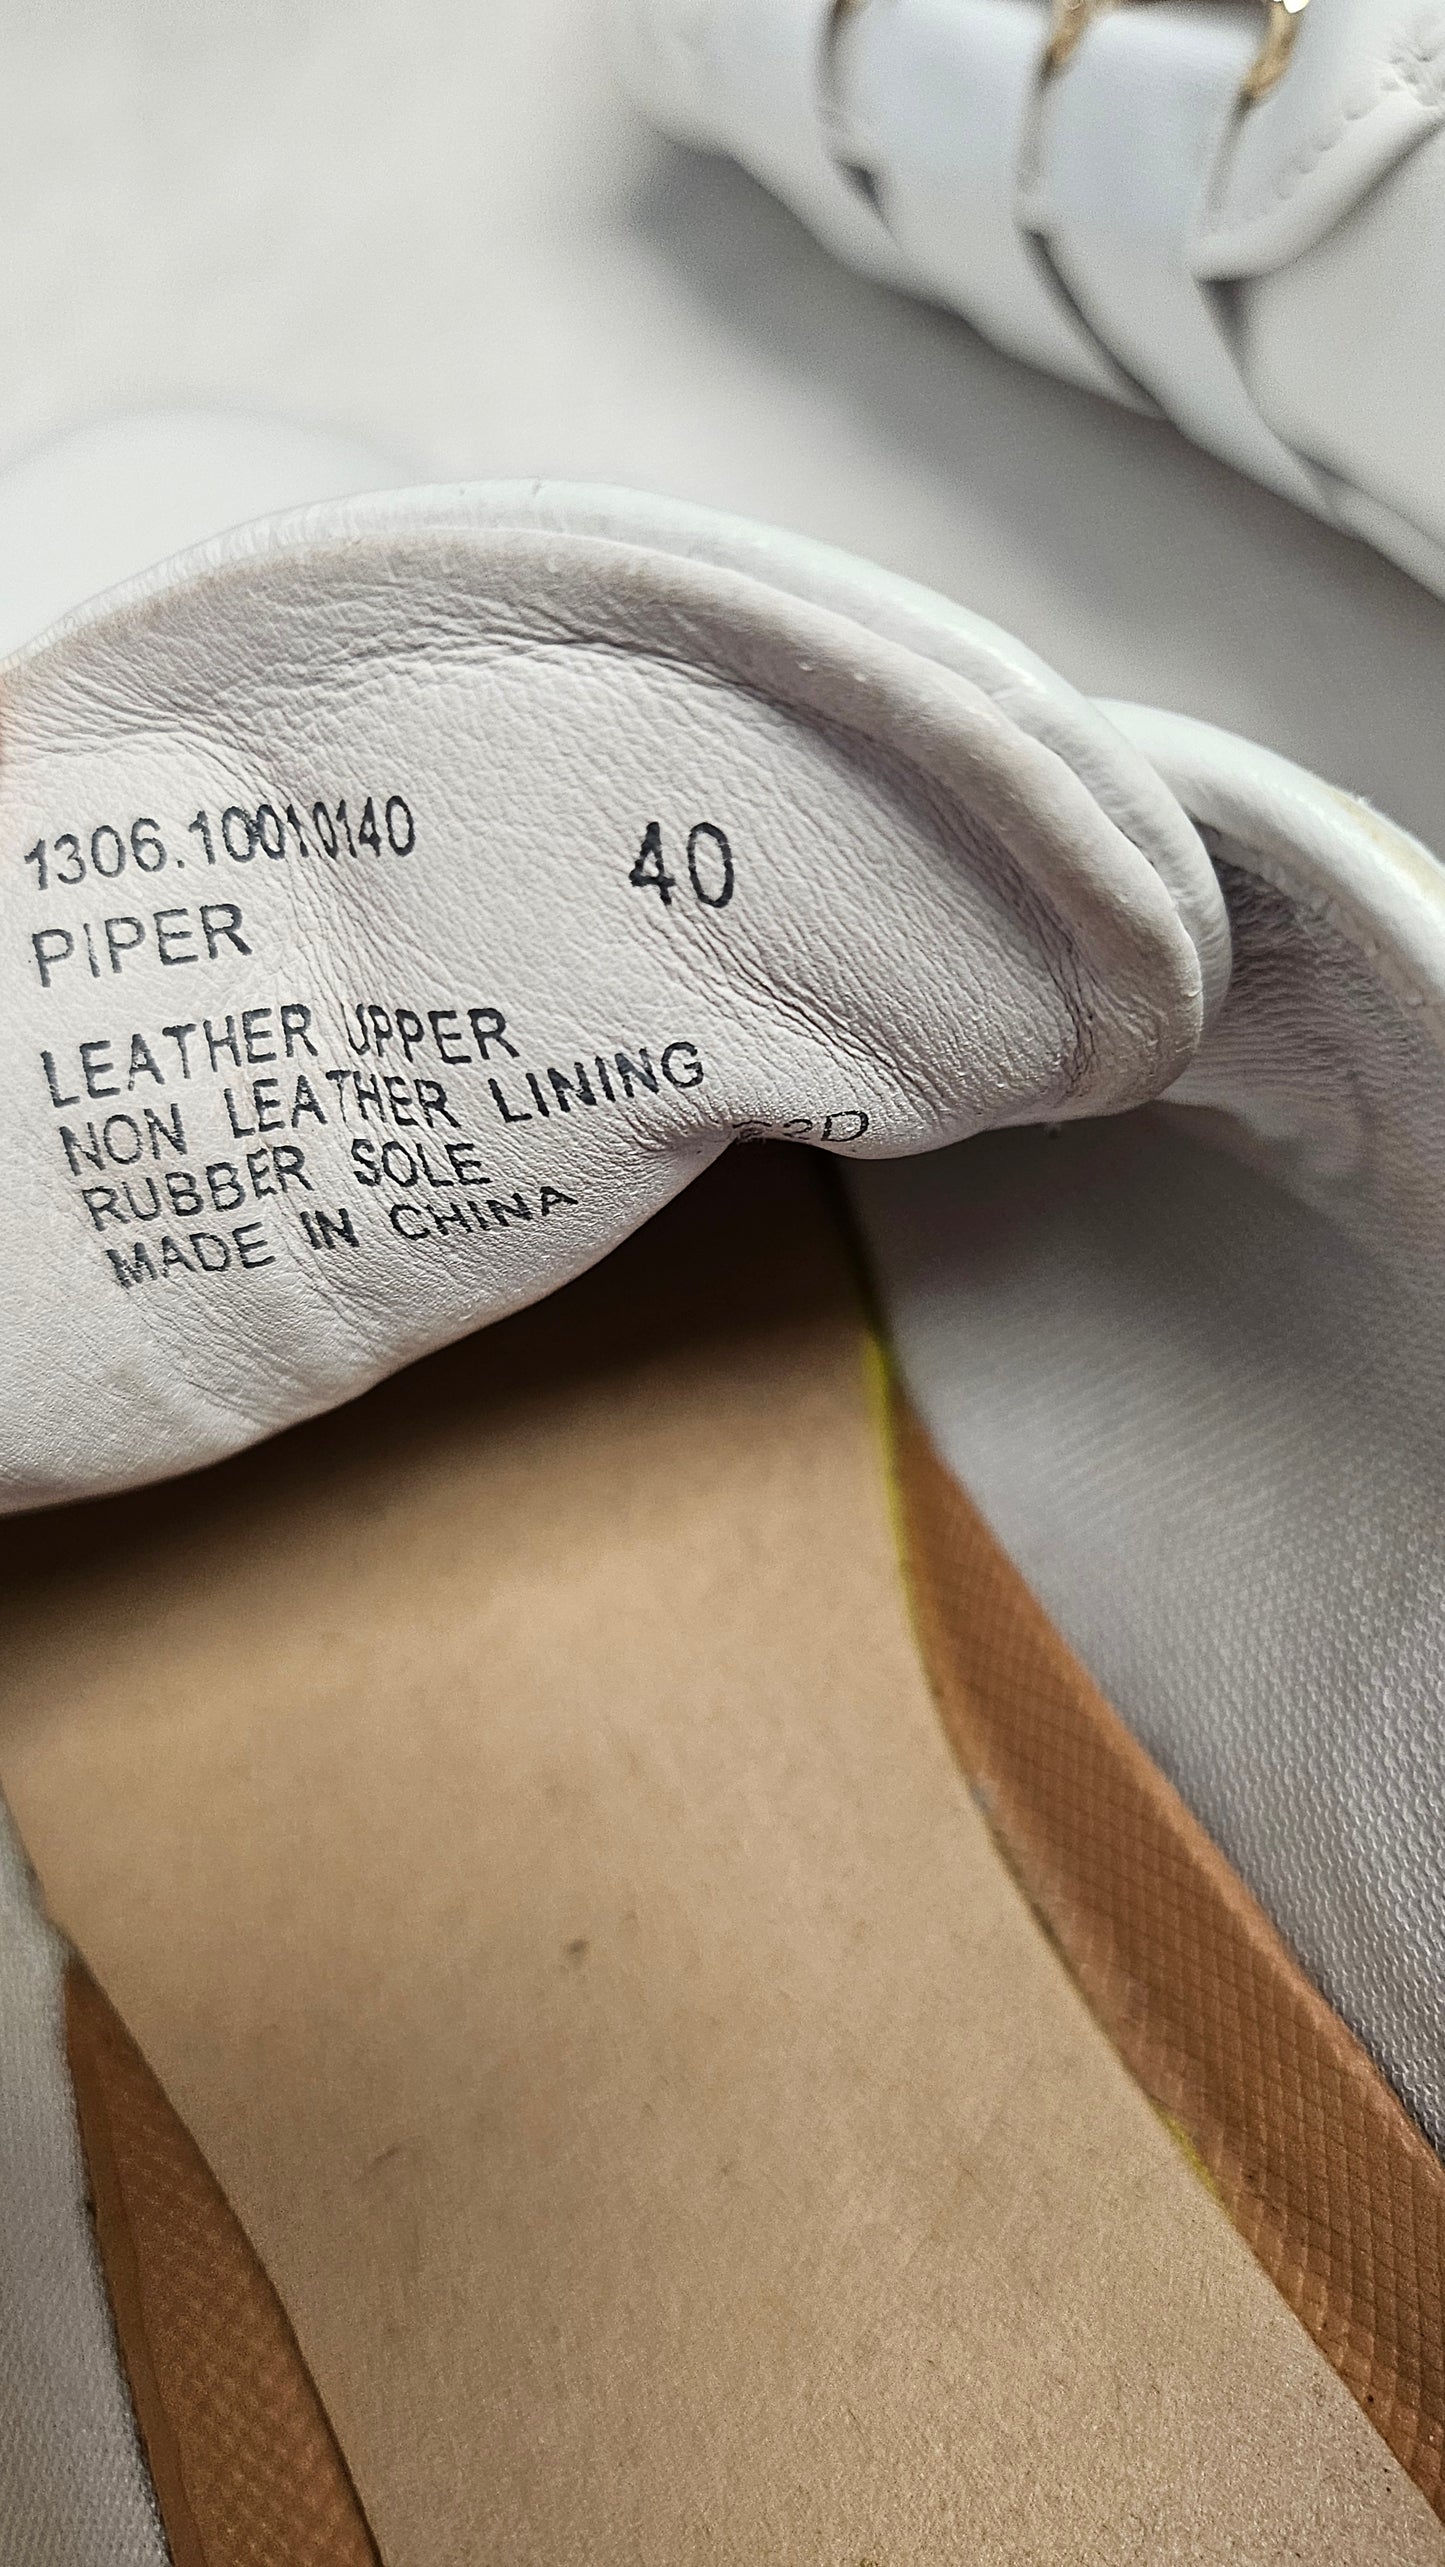 1306.10010140 40
PIPER
LEATHER UPPER
NON LEATHER LINING
RUBBER SOLE
MADE IN CHINA